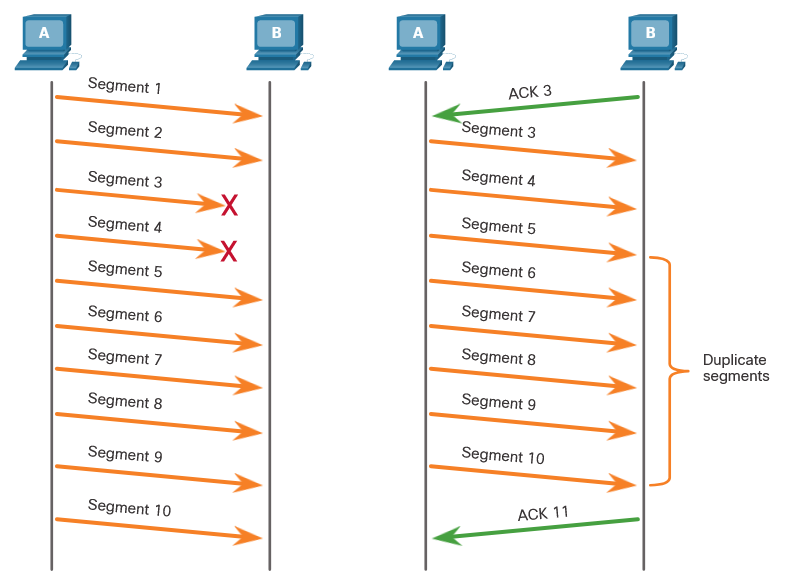 A
B
Segment 1
Segment 2
Segment 3
X
Segment 4
X
Segment 5
Segment 6
Segment 7
Segment 8
Segment 9
Segment 10
A
B
ACK 3
Segment 3
Segment 4
Segment 5
Segment 6
Segment 7
Segment 8
Segment 9
Segment 10
ACK 11
Duplicate
segments